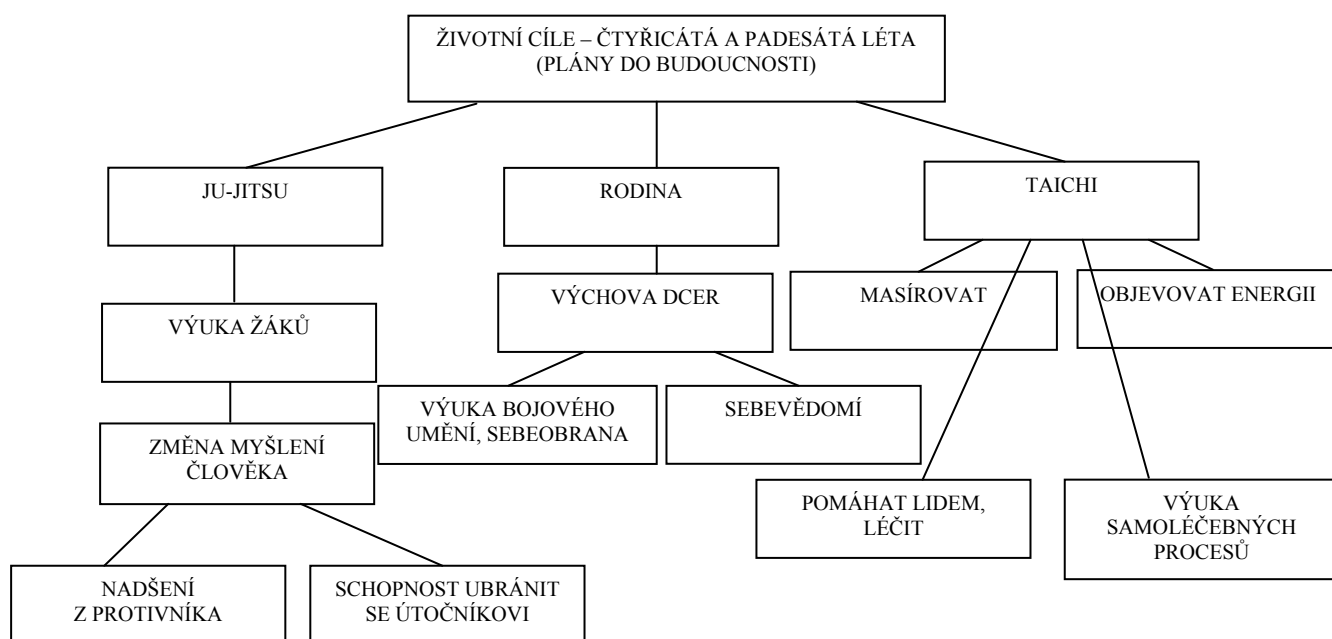 ŽIVOTNÍ CÍLE – ČTYŘICÁTÁ A PADESÁTÁ LÉTA
(PLÁNY DO BUDOUCNOSTI)
JU-JITSU
RODINA
TAICHI
VÝUKA ŽÁKŮ
VÝCHOVA DCER
MASÍROVAT
OBJEVOVAT ENERGII
ZMĚNA MYŠLENÍ
ČLOVĚKA
VÝUKA BOJOVÉHO
UMĚNÍ, SEBEOBRANA
SEBEVĚDOMÍ
POMÁHAT LIDEM,
LÉČIT
VÝUKA
SAMOLÉČEBNÝCH
PROCESŮ
NADŠENÍ
Z PROTIVNÍKA
SCHOPNOST UBRÁNIT
SE ÚTOČNÍKOVI